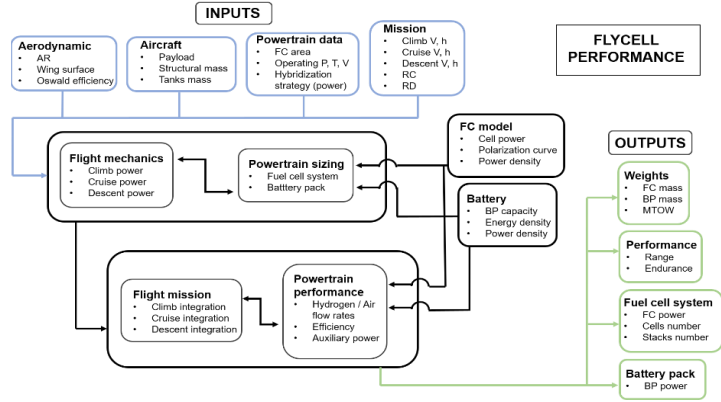 INPUTS
Aerodynamic
• AR
• Wing surface
• Oswald efficiency
Aircraft
• Payload
• Structural mass
• Tanks mass
Powertrain data
• FC area
• Operating P, T, V
• Hybridization
strategy (power)
Mission
• Climb V, h
• Cruise V, h
• Descent V, h
• RC
• RD
FLYCELL
PERFORMANCE
Flight mechanics
• Climb power
• Cruise power
• Descent power
Powertrain sizing
• Fuel cell system
• Batttery pack
FC model
• Cell power
• Polarization curve
• Power density
Battery
• BP capacity
• Energy density
• Power density
Flight mission
• Climb integration
• Cruise integration
• Descent integration
Powertrain
performance
• Hydrogen / Air
flow rates
• Efficiency
• Auxiliary power
OUTPUTS
Weights
• FC mass
• BP mass
• MTOW
Performance
• Range
• Endurance
Fuel cell system
• FC power
• Cells number
• Stacks number
Battery pack
• BP power